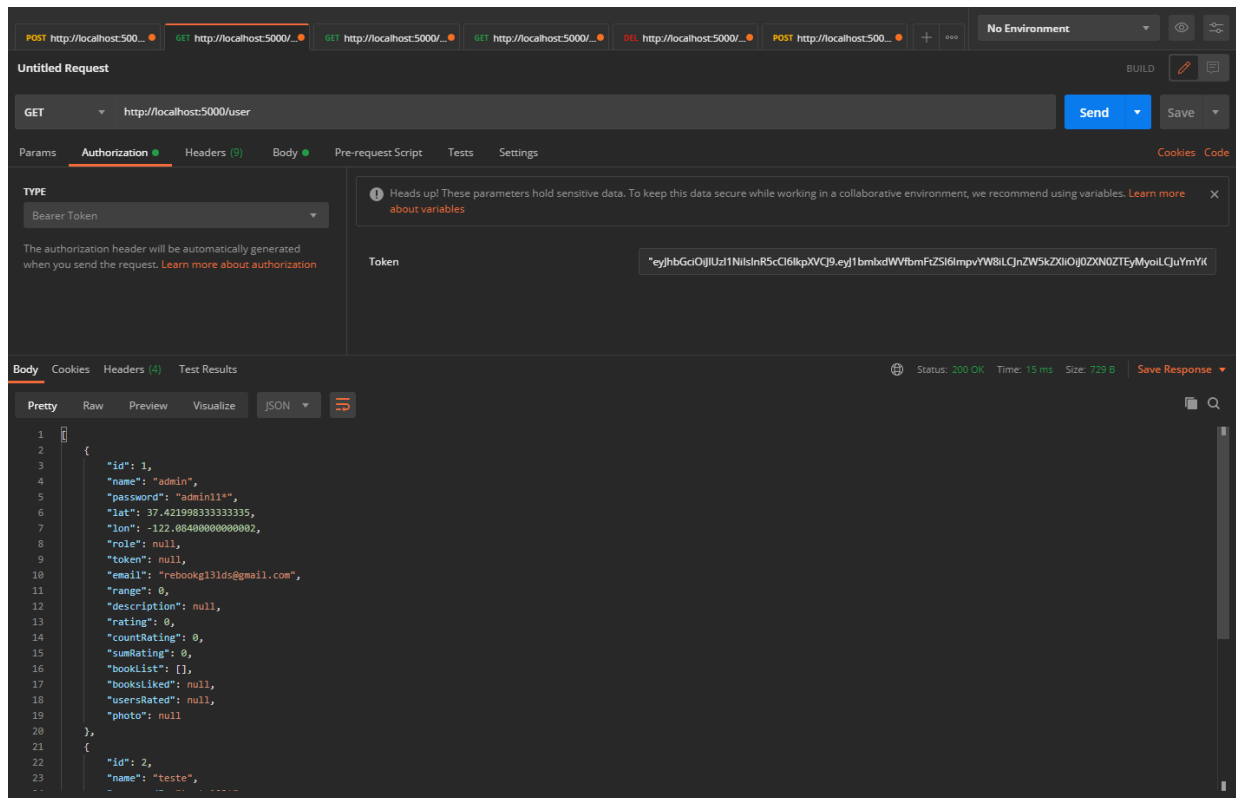 POST http://localhost:500... GET http://localhost:5000/... GET http://localhost:5000/... GET http://localhost:5000/... DEL http://localhost:5000/... POST http://localhost:500... + ooo No Environment
Untitled Request BUILD
GET http://localhost:5000/user Send Save
Params Authorization Headers (9) Body Pre-request Script Tests Settings Cookies Code
TYPE
Bearer Token
The authorization header will be automatically generated
when you send the request. Learn more about authorization
Heads up! These parameters hold sensitive data. To keep this data secure while working in a collaborative environment, we recommend using variables. Learn more
about variables
Token
Body Cookies Headers (4) Test Results Status: 200 OK Time: 15 ms Size: 729 B Save Response
Pretty Raw Preview Visualize JSON
1 [
2 {
3 "id": 1,
4 "name": "admin",
5 "password": "admin11*",
6 "lat": 37.421998333333335,
7 "lon": -122.08400000000002,
8 "role": null,
9 "token": null,
10 "email": "rebookg13lds@gmail.com",
11 "range": 0,
12 "description": null,
13 "rating": 0,
14 "countRating": 0,
15 "sumRating": 0,
16 "bookList": [],
17 "booksLiked": null,
18 "usersRated": null,
19 "photo": null
20 },
21 {
22 "id": 2,
23 "name": "teste",